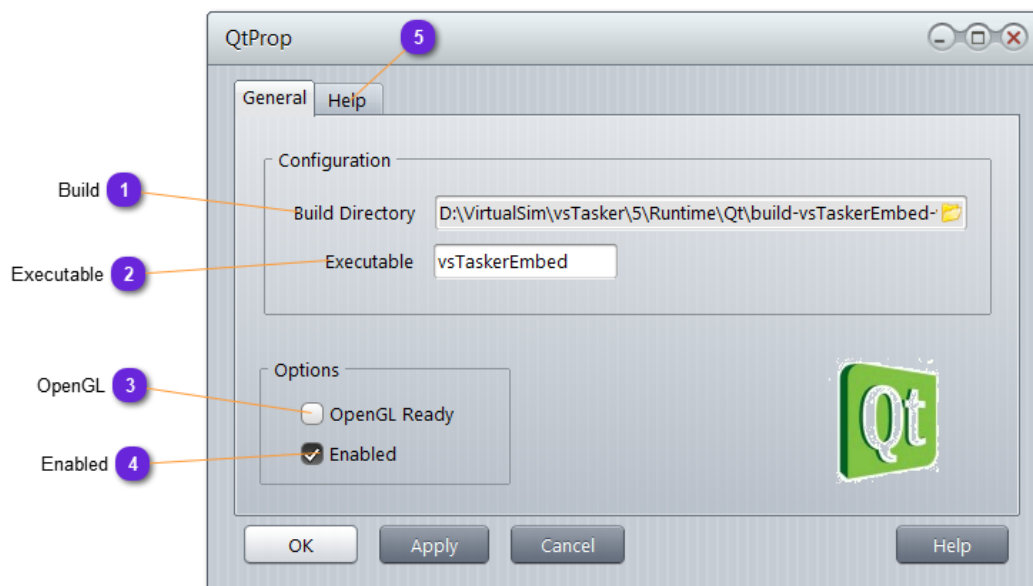 QtProp
5
General
Help
Configuration
Build 1
Build Directory
D:\VirtualSim\vsTasker\5\Runtime\Qt\build-vsTaskerEmbed-
Executable 2
Executable
vsTaskerEmbed
Options
OpenGL 3
OpenGL Ready
Enabled 4
Enabled
Qt
OK
Apply
Cancel
Help